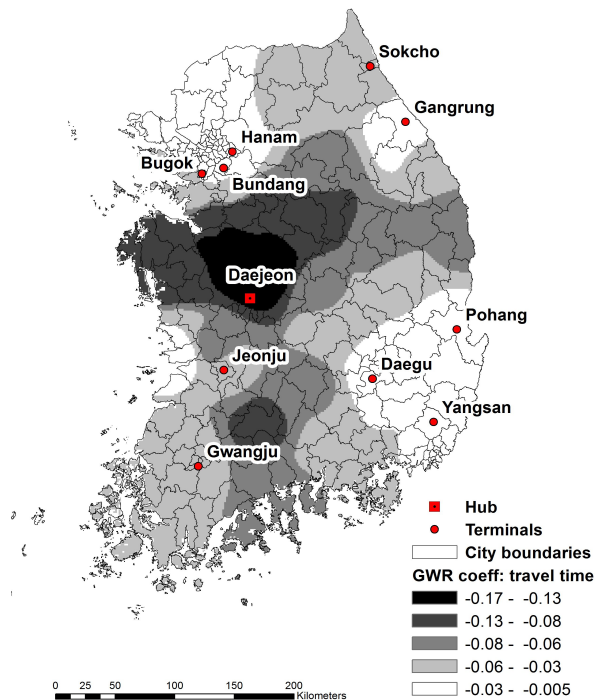 Sokcho
Gangrung
Hanam
Bugok
Bundang
Daejeon
Pohang
Jeonju
Daegu
Yangsan
Gwangju
Hub
Terminals
City boundaries
GWR coeff: travel time
-0.17 - -0.13
-0.13 - -0.08
-0.08 - -0.06
-0.06 - -0.03
-0.03 - -0.005
0 25 50 100 150 200
Kilometers